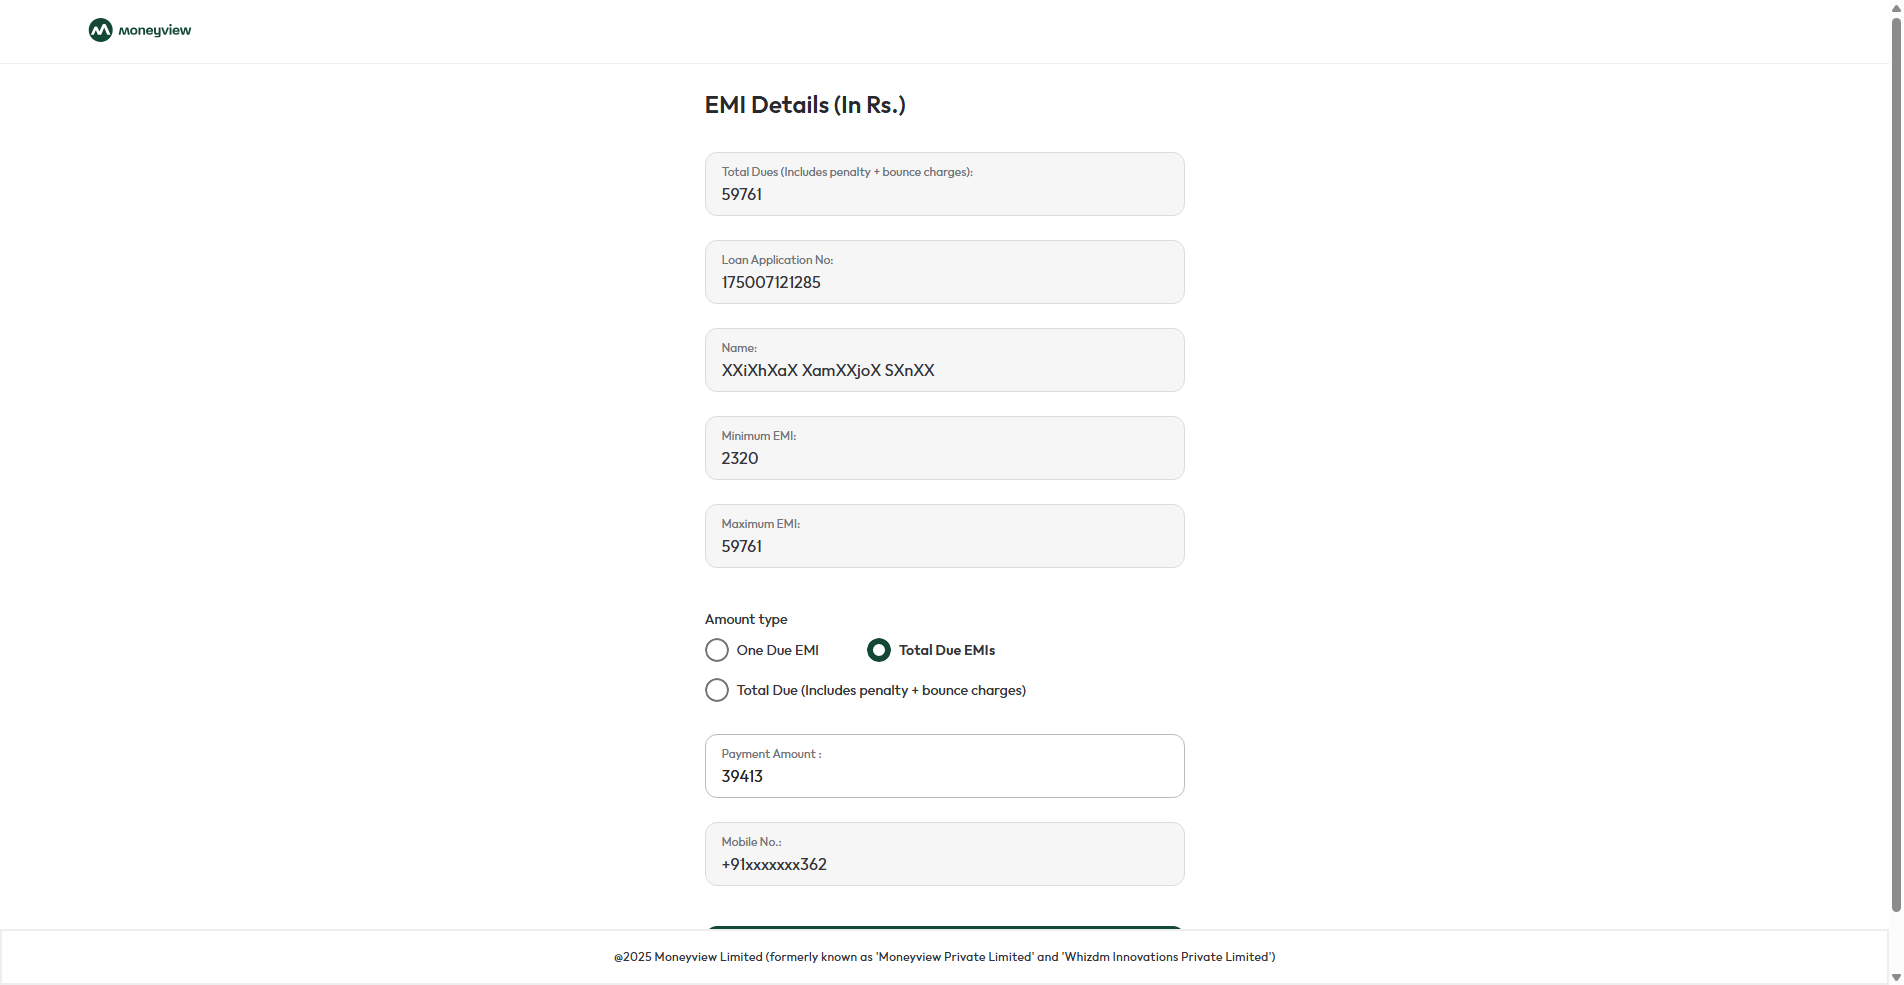 moneyview
EMI Details (In Rs.)
Total Dues (Includes penalty + bounce charges):
59761
Loan Application No:
175007121285
Name:
XXiXhXaX XamXXjoX SXnXX
Minimum EMI:
2320
Maximum EMI:
59761
Amount type
One Due EMI
Total Due EMIs
Total Due (Includes penalty + bounce charges)
Payment Amount :
39413
Mobile No.:
+91xxxxxxx362
@2025 Moneyview Limited (formerly known as 'Moneyview Private Limited' and 'Whizdm Innovations Private Limited')